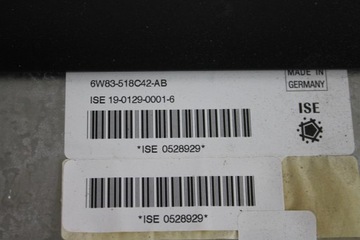 6W83-518C42-AB
ISE 19-0129-0001-6
*ISE 0528929*
MADE IN
GERMANY
ISE
*ISE 0528929*